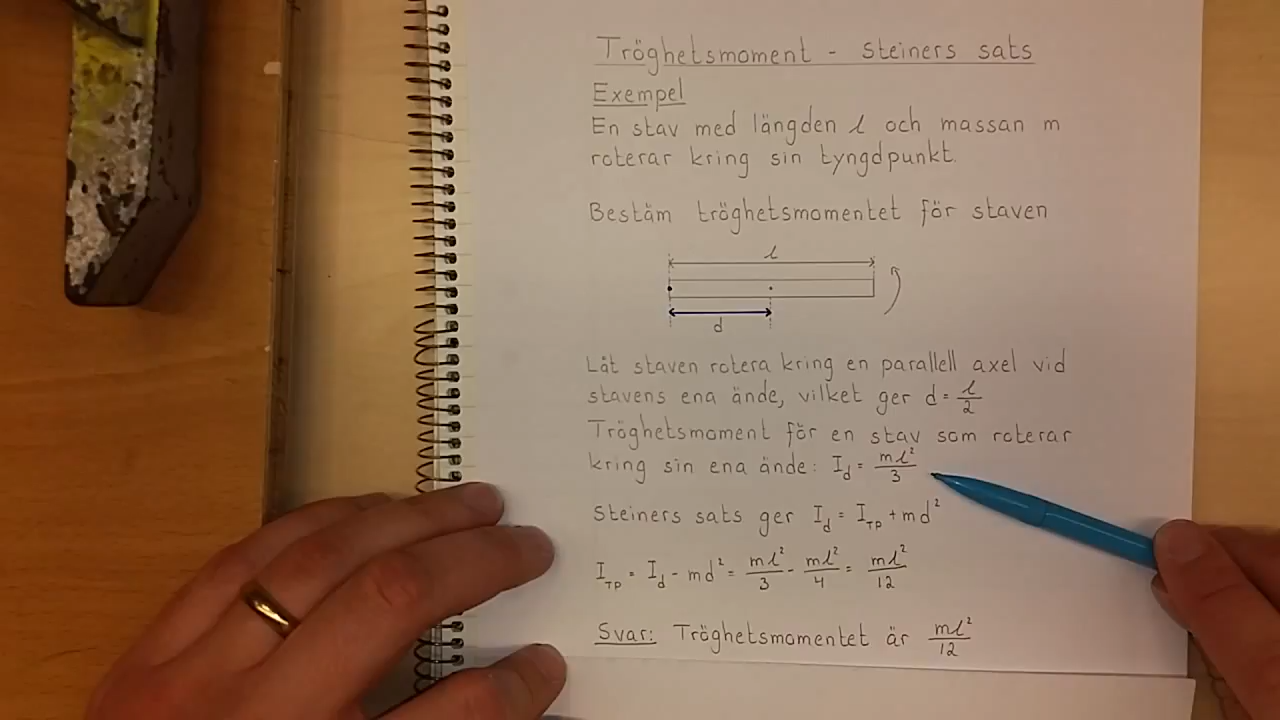 Tröghetsmoment - Steiners sats
Exempel
En stav med längden l och massan m
roterar kring sin tyngdpunkt.
Bestäm tröghetsmomentet för staven
l
d
Låt staven rotera kring en parallell axel vid
stavens ena ände, vilket ger d = l/2
Tröghetsmoment för en stav som roterar
kring sin ena ände: I_d = ml²/3
Steiners sats ger I_d = I_TP + md²
I_TP = I_d - md² = ml²/3 - ml²/4 = ml²/12
Svar: Tröghetsmomentet är ml²/12